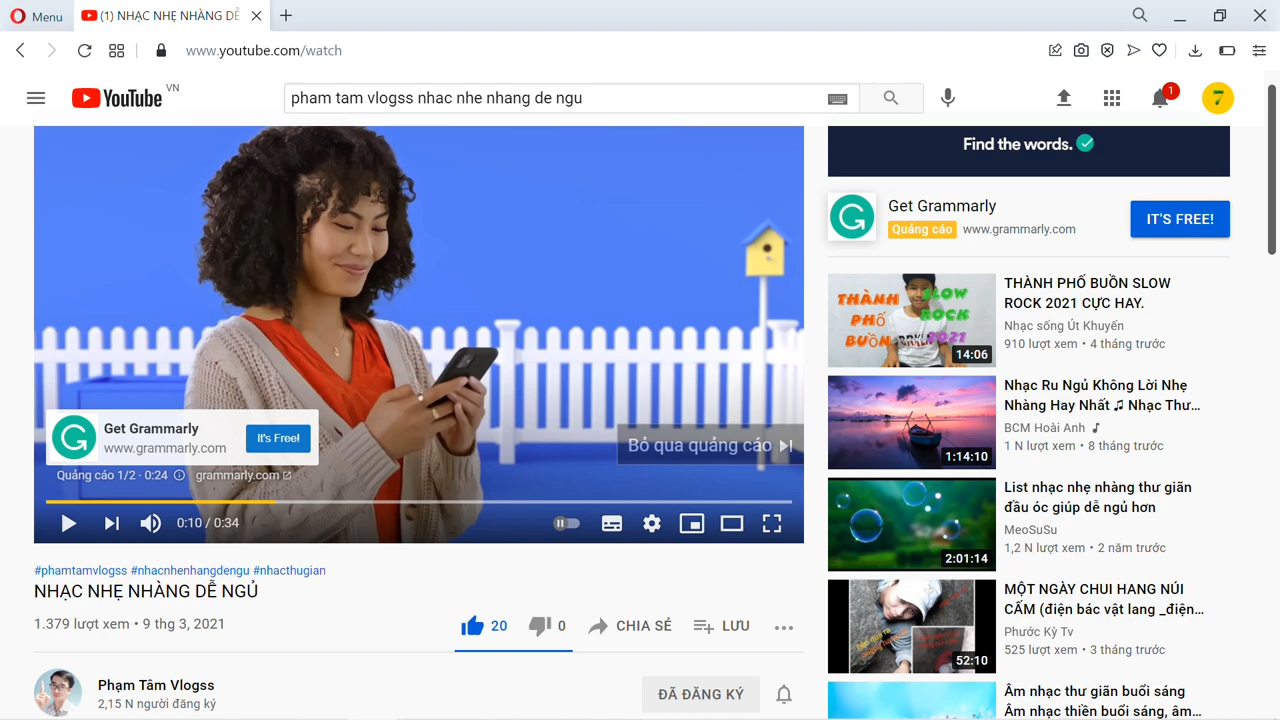 Menu
(1) NHẠC NHẸ NHÀNG DỄ
www.youtube.com/watch
YouTube VN
pham tam vlogss nhac nhe nhang de ngu
1
7
Get Grammarly
www.grammarly.com
It's Free!
Quảng cáo 1/2 · 0:24
grammarly.com
Bỏ qua quảng cáo
0:10 / 0:34
#phamtamvlogss #nhacnhenhangdengu #nhacthugian
NHẠC NHẸ NHÀNG DỄ NGỦ
1.379 lượt xem • 9 thg 3, 2021
20
0
CHIA SẺ
LƯU
Phạm Tâm Vlogss
2,15 N người đăng ký
ĐÃ ĐĂNG KÝ
Find the words.
Get Grammarly
Quảng cáo www.grammarly.com
IT'S FREE!
THÀNH PHỐ BUỒN
SLOW ROCK 2021
14:06
THÀNH PHỐ BUỒN SLOW
ROCK 2021 CỰC HAY.
Nhạc sống Út Khuyến
910 lượt xem • 4 tháng trước
1:14:10
Nhạc Ru Ngủ Không Lời Nhẹ
Nhàng Hay Nhất ♫ Nhạc Thư...
BCM Hoài Anh ♪
1 N lượt xem • 8 tháng trước
2:01:14
List nhạc nhẹ nhàng thư giãn
đầu óc giúp dễ ngủ hơn
MeoSuSu
1,2 N lượt xem • 2 năm trước
52:10
MỘT NGÀY CHUI HANG NÚI
CẤM (điện bác vật lang _điện...
Phước Kỳ Tv
525 lượt xem • 3 tháng trước
Âm nhạc thư giãn buổi sáng
Âm nhạc thiền buổi sáng, âm...